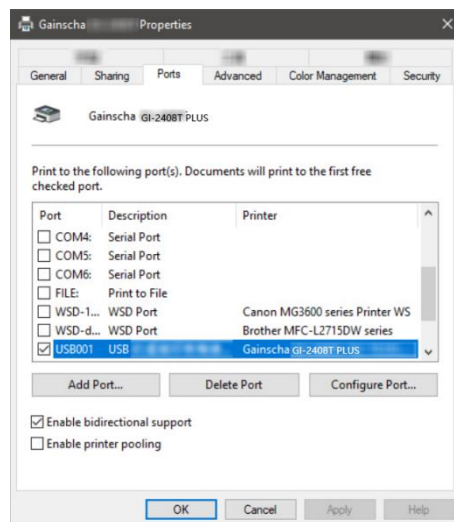 Gainscha Properties
General Sharing Ports Advanced Color Management Security
Gainscha GI-2408T PLUS
Print to the following port(s). Documents will print to the first free
checked port.
Port Description Printer
COM4: Serial Port
COM5: Serial Port
COM6: Serial Port
FILE: Print to File
WSD-1... WSD Port Canon MG3600 series Printer WS
WSD-d... WSD Port Brother MFC-L2715DW series
USB001 USB Gainscha GI-2408T PLUS
Add Port... Delete Port Configure Port...
Enable bidirectional support
Enable printer pooling
OK Cancel Apply Help